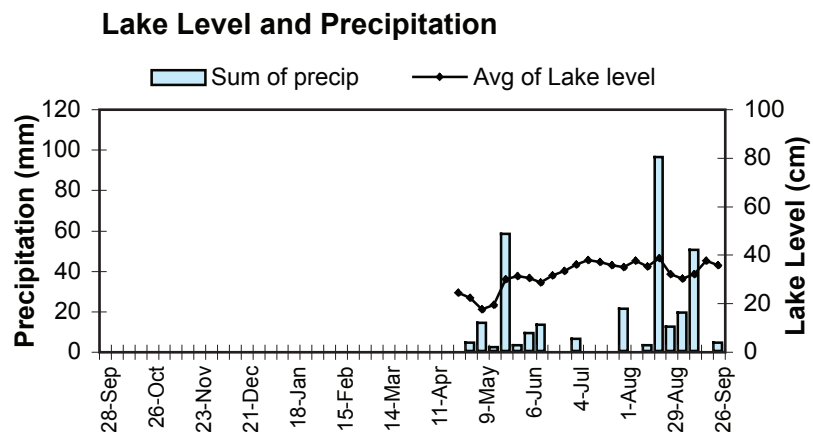 Lake Level and Precipitation
Sum of precip
Avg of Lake level
Precipitation (mm)
120
100
80
60
40
20
0
Lake Level (cm)
100
80
60
40
20
0
28-Sep
26-Oct
23-Nov
21-Dec
18-Jan
15-Feb
14-Mar
11-Apr
9-May
6-Jun
4-Jul
1-Aug
29-Aug
26-Sep